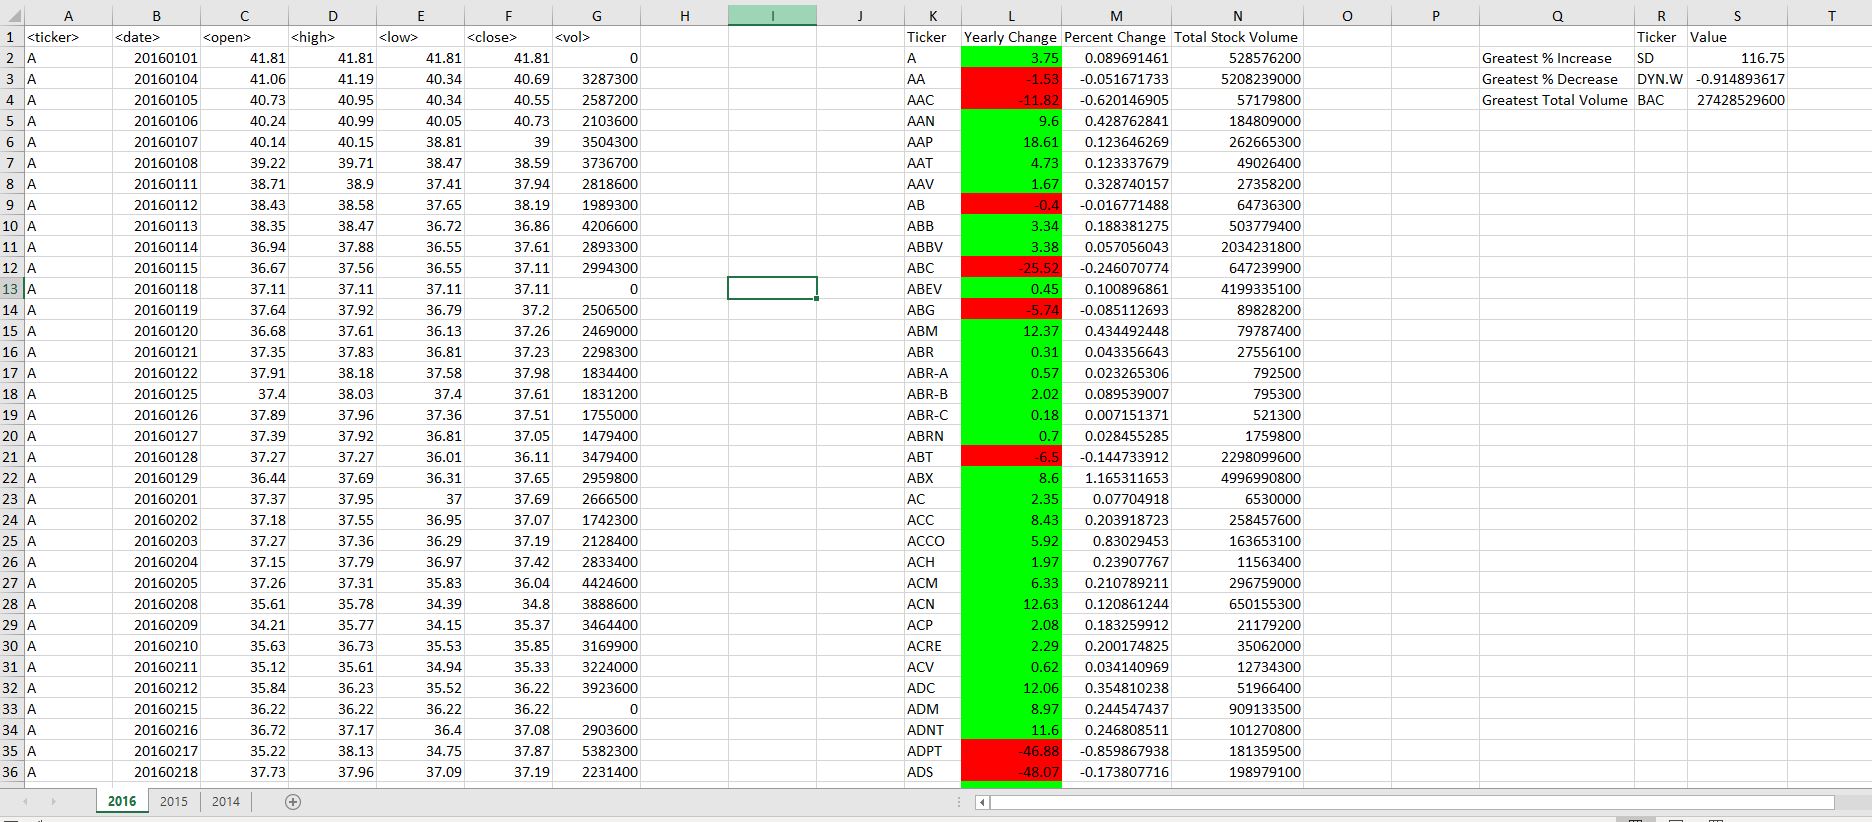 A B C D E F G H I J K L M N O P Q R S T
1 <ticker> <date> <open> <high> <low> <close> <vol> Ticker Yearly Change Percent Change Total Stock Volume Ticker Value
2 A 20160101 41.81 41.81 41.81 41.81 0 A 3.75 0.089691461 528576200 Greatest % Increase SD 116.75
3 A 20160104 41.06 41.19 40.34 40.69 3287300 AA -1.53 -0.051671733 5208239000 Greatest % Decrease DYN.W -0.914893617
4 A 20160105 40.73 40.95 40.34 40.55 2587200 AAC -11.82 -0.620146905 57179800 Greatest Total Volume BAC 27428529600
5 A 20160106 40.24 40.99 40.05 40.73 2103600 AAN 9.6 0.428762841 184809000
6 A 20160107 40.14 40.15 38.81 39 3504300 AAP 18.61 0.123646269 262665300
7 A 20160108 39.22 39.71 38.47 38.59 3736700 AAT 4.73 0.123337679 49026400
8 A 20160111 38.71 38.9 37.41 37.94 2818600 AAV 1.67 0.328740157 27358200
9 A 20160112 38.43 38.58 37.65 38.19 1989300 AB -0.4 -0.016771488 64736300
10 A 20160113 38.35 38.47 36.72 36.86 4206600 ABB 3.34 0.188381275 503779400
11 A 20160114 36.94 37.88 36.55 37.61 2893300 ABBV 3.38 0.057056043 2034231800
12 A 20160115 36.67 37.56 36.55 37.11 2994300 ABC -25.52 -0.246070774 647239900
13 A 20160118 37.11 37.11 37.11 37.11 0 ABEV 0.45 0.100896861 4199335100
14 A 20160119 37.64 37.92 36.79 37.2 2506500 ABG -5.74 -0.085112693 89828200
15 A 20160120 36.68 37.61 36.13 37.26 2469000 ABM 12.37 0.434492448 79787400
16 A 20160121 37.35 37.83 36.81 37.23 2298300 ABR 0.31 0.043356643 27556100
17 A 20160122 37.91 38.18 37.58 37.98 1834400 ABR-A 0.57 0.023265306 792500
18 A 20160125 37.4 38.03 37.4 37.61 1831200 ABR-B 2.02 0.089539007 795300
19 A 20160126 37.89 37.96 37.36 37.51 1755000 ABR-C 0.18 0.007151371 521300
20 A 20160127 37.39 37.92 36.81 37.05 1479400 ABRN 0.7 0.028455285 1759800
21 A 20160128 37.27 37.27 36.01 36.11 3479400 ABT -6.5 -0.144733912 2298099600
22 A 20160129 36.44 37.69 36.31 37.65 2959800 ABX 8.6 1.165311653 4996990800
23 A 20160201 37.37 37.95 37 37.69 2666500 AC 2.35 0.07704918 6530000
24 A 20160202 37.18 37.55 36.95 37.07 1742300 ACC 8.43 0.203918723 258457600
25 A 20160203 37.27 37.36 36.29 37.19 2128400 ACCO 5.92 0.83029453 163653100
26 A 20160204 37.15 37.79 36.97 37.42 2833400 ACH 1.97 0.23907767 11563400
27 A 20160205 37.26 37.31 35.83 36.04 4424600 ACM 6.33 0.210789211 296759000
28 A 20160208 35.61 35.78 34.39 34.8 3888600 ACN 12.63 0.120861244 650155300
29 A 20160209 34.21 35.77 34.15 35.37 3464400 ACP 2.08 0.183259912 21179200
30 A 20160210 35.63 36.73 35.53 35.85 3169900 ACRE 2.29 0.200174825 35062000
31 A 20160211 35.12 35.61 34.94 35.33 3224000 ACV 0.62 0.034140969 12734300
32 A 20160212 35.84 36.23 35.52 36.22 3923600 ADC 12.06 0.354810238 51966400
33 A 20160215 36.22 36.22 36.22 36.22 0 ADM 8.97 0.244547437 909133500
34 A 20160216 36.72 37.17 36.4 37.08 2903600 ADNT 11.6 0.246808511 101270800
35 A 20160217 35.22 38.13 34.75 37.87 5382300 ADPT -46.88 -0.859867938 181359500
36 A 20160218 37.73 37.96 37.09 37.19 2231400 ADS -48.07 -0.173807716 198979100
2016 2015 2014